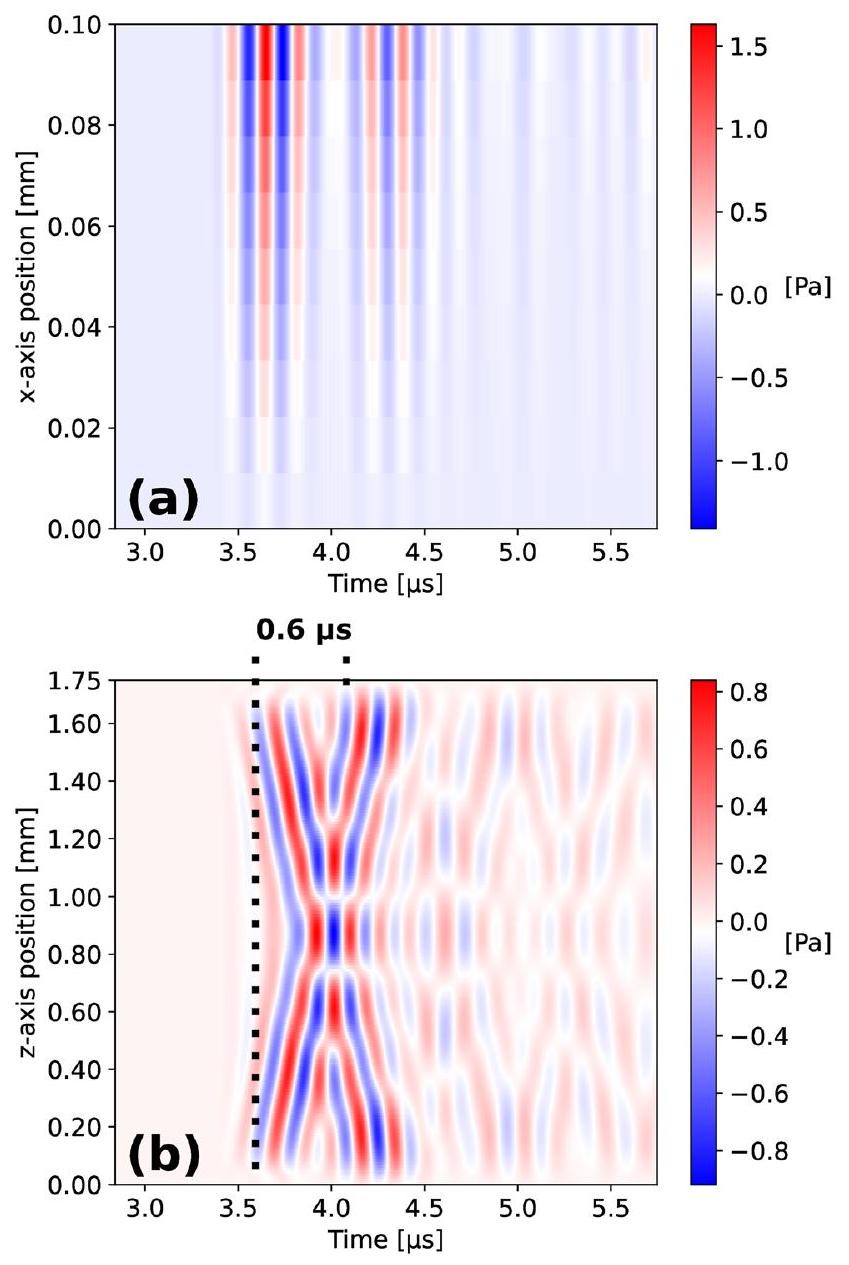 0.10
0.08
0.06
0.04
0.02
0.00
x-axis position [mm]
(a)
3.0 3.5 4.0 4.5 5.0 5.5
Time [µs]
1.5
1.0
0.5
0.0 [Pa]
−0.5
−1.0
0.6 µs
1.75
1.60
1.40
1.20
1.00
0.80
0.60
0.40
0.20
0.00
z-axis position [mm]
(b)
3.0 3.5 4.0 4.5 5.0 5.5
Time [µs]
0.8
0.6
0.4
0.2
0.0
[Pa]
−0.2
−0.4
−0.6
−0.8